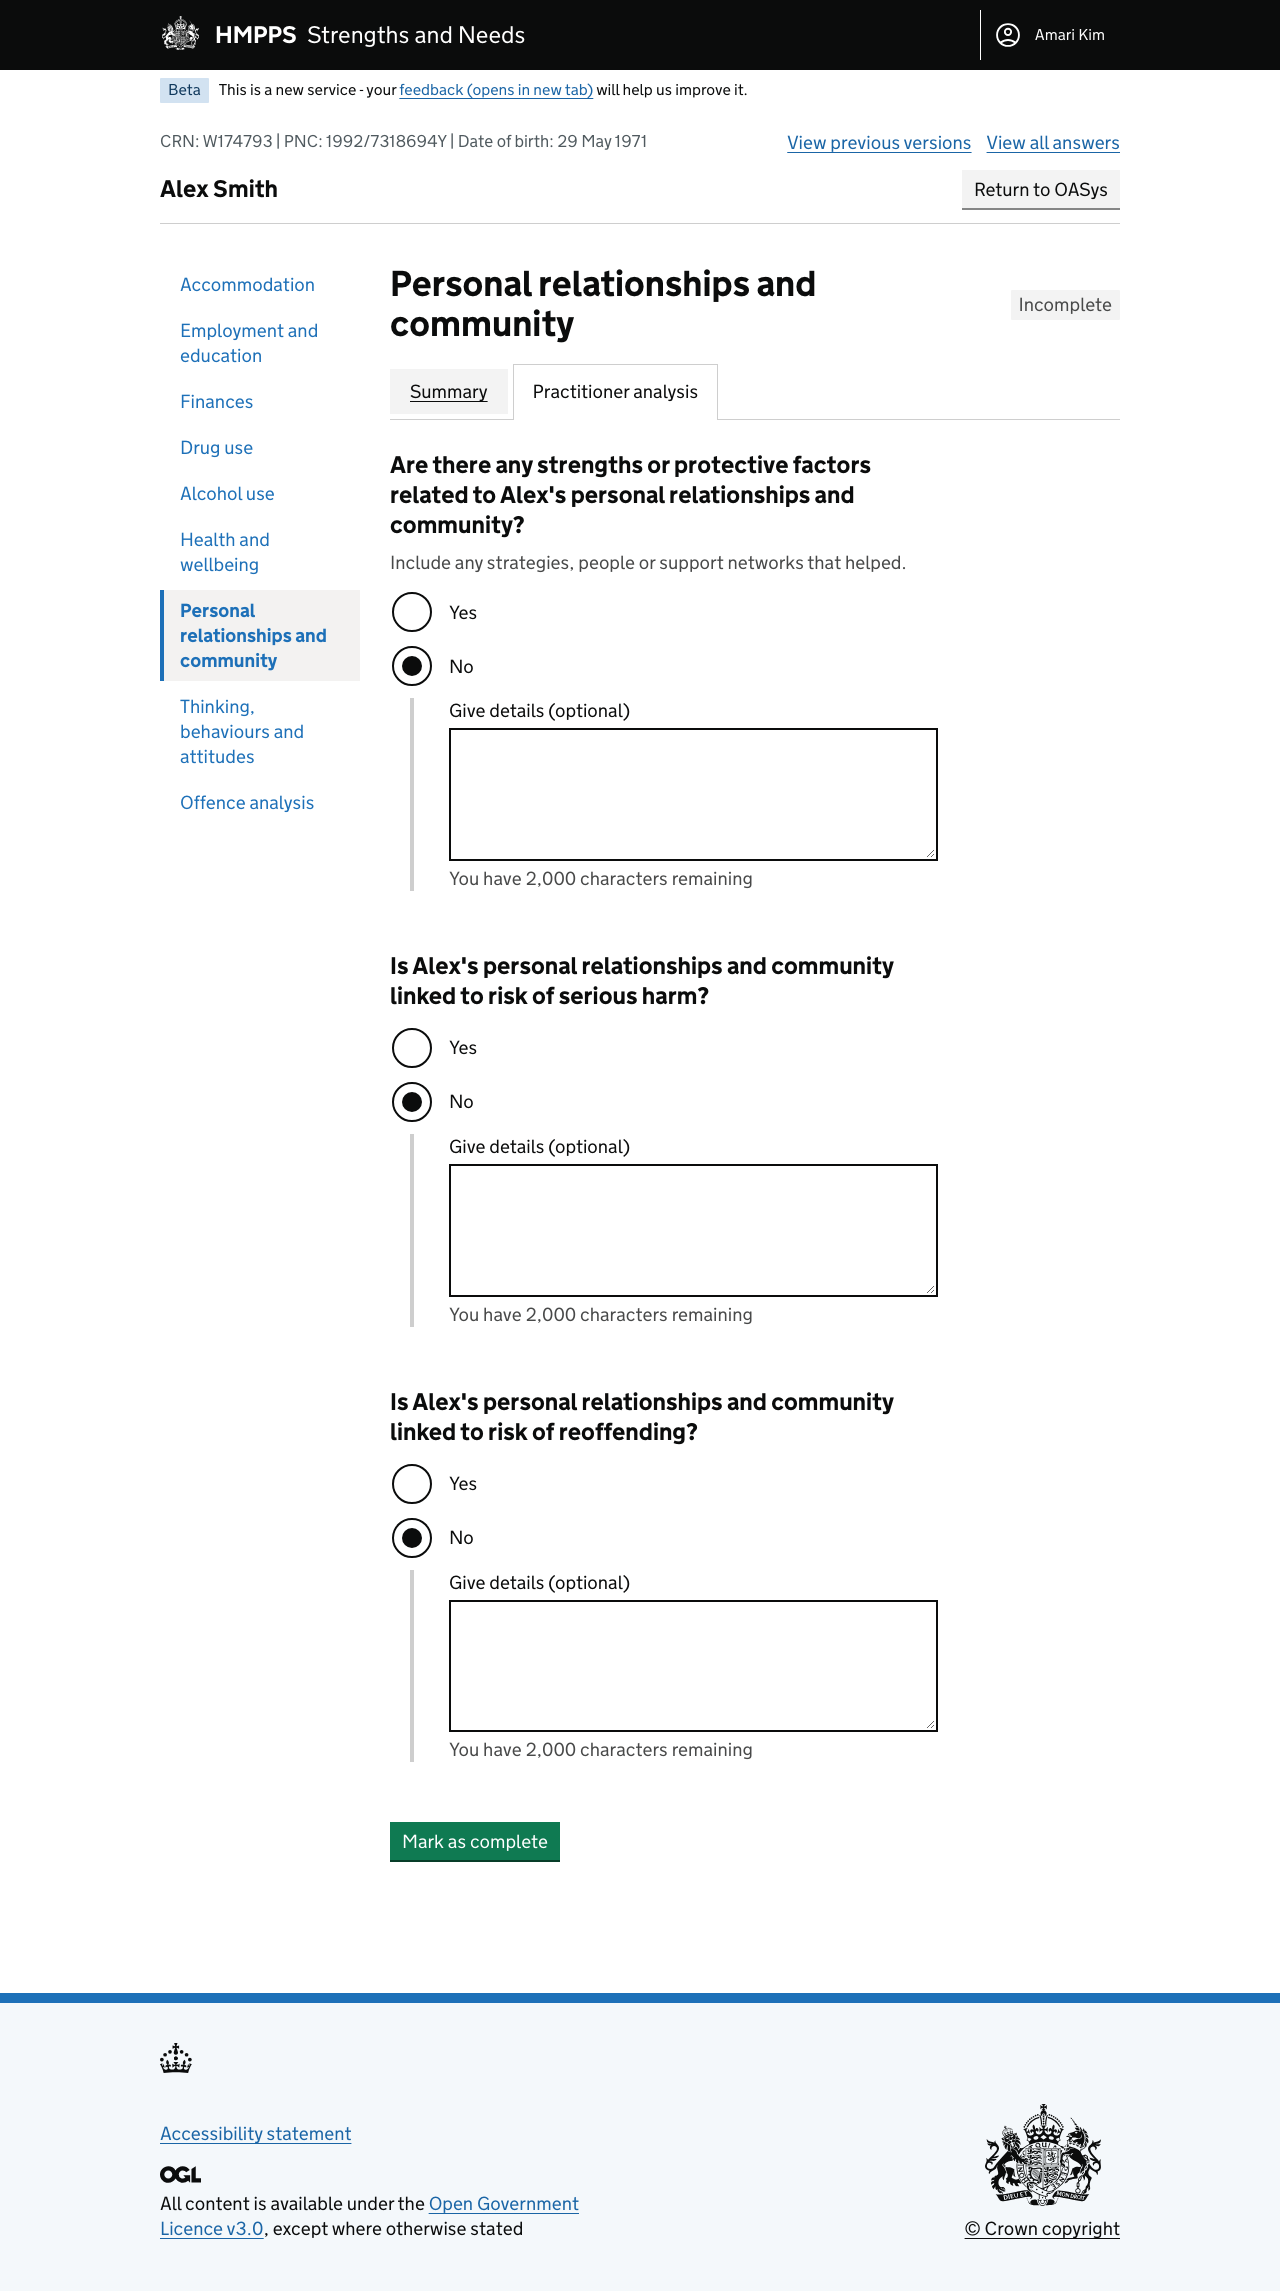 HMPPS Strengths and Needs
Amari Kim
Beta This is a new service - your feedback (opens in new tab) will help us improve it.
CRN: W174793 | PNC: 1992/7318694Y | Date of birth: 29 May 1971
View previous versions View all answers
Alex Smith
Return to OASys
Accommodation
Employment and
education
Finances
Drug use
Alcohol use
Health and
wellbeing
Personal
relationships and
community
Thinking,
behaviours and
attitudes
Offence analysis
Personal relationships and
community
Incomplete
Summary Practitioner analysis
Are there any strengths or protective factors
related to Alex's personal relationships and
community?
Include any strategies, people or support networks that helped.
Yes
No
Give details (optional)
You have 2,000 characters remaining
Is Alex's personal relationships and community
linked to risk of serious harm?
Yes
No
Give details (optional)
You have 2,000 characters remaining
Is Alex's personal relationships and community
linked to risk of reoffending?
Yes
No
Give details (optional)
You have 2,000 characters remaining
Mark as complete
Accessibility statement
OGL
All content is available under the Open Government
Licence v3.0, except where otherwise stated
© Crown copyright